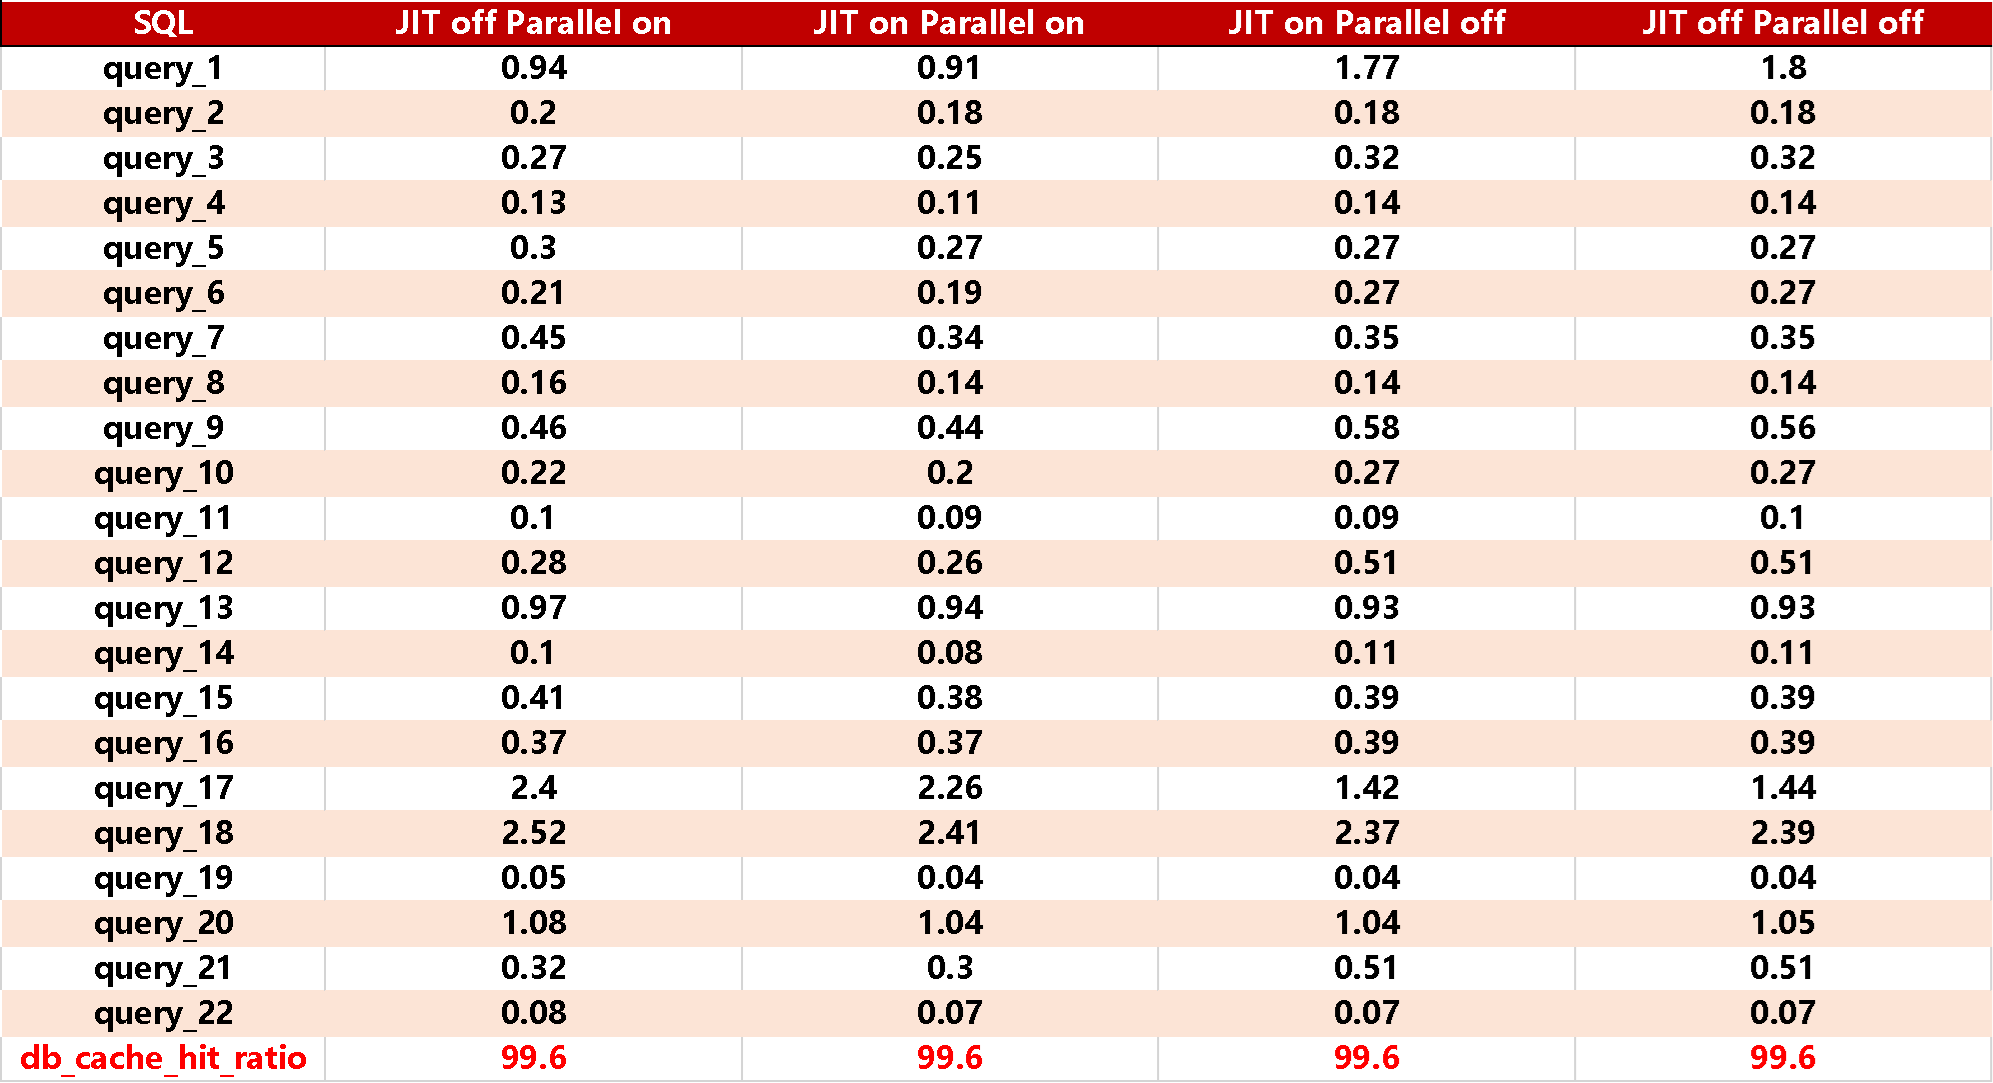 SQL JIT off Parallel on JIT on Parallel on JIT on Parallel off JIT off Parallel off
query_1 0.94 0.91 1.77 1.8
query_2 0.2 0.18 0.18 0.18
query_3 0.27 0.25 0.32 0.32
query_4 0.13 0.11 0.14 0.14
query_5 0.3 0.27 0.27 0.27
query_6 0.21 0.19 0.27 0.27
query_7 0.45 0.34 0.35 0.35
query_8 0.16 0.14 0.14 0.14
query_9 0.46 0.44 0.58 0.56
query_10 0.22 0.2 0.27 0.27
query_11 0.1 0.09 0.09 0.1
query_12 0.28 0.26 0.51 0.51
query_13 0.97 0.94 0.93 0.93
query_14 0.1 0.08 0.11 0.11
query_15 0.41 0.38 0.39 0.39
query_16 0.37 0.37 0.39 0.39
query_17 2.4 2.26 1.42 1.44
query_18 2.52 2.41 2.37 2.39
query_19 0.05 0.04 0.04 0.04
query_20 1.08 1.04 1.04 1.05
query_21 0.32 0.3 0.51 0.51
query_22 0.08 0.07 0.07 0.07
db_cache_hit_ratio 99.6 99.6 99.6 99.6